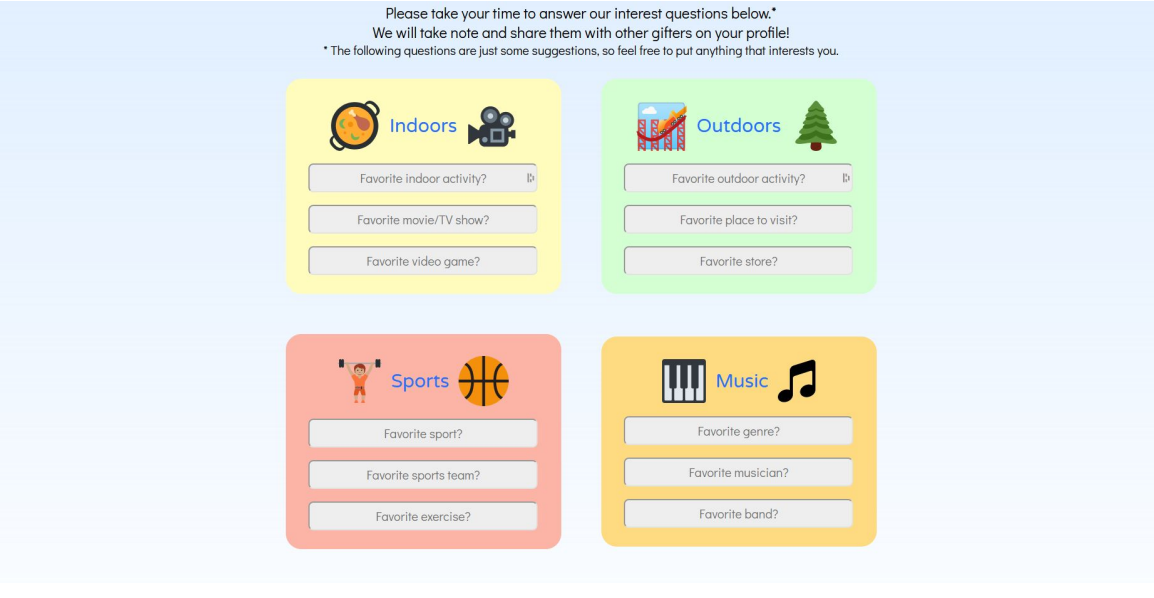 Please take your time to answer our interest questions below.*
We will take note and share them with other gifters on your profile!
* The following questions are just some suggestions, so feel free to put anything that interests you.
Indoors
Favorite indoor activity?
Favorite movie/TV show?
Favorite video game?
Outdoors
Favorite outdoor activity?
Favorite place to visit?
Favorite store?
Sports
Favorite sport?
Favorite sports team?
Favorite exercise?
Music
Favorite genre?
Favorite musician?
Favorite band?